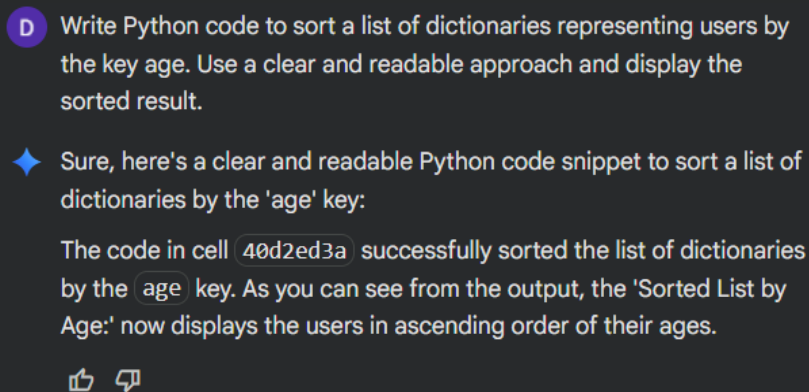 D Write Python code to sort a list of dictionaries representing users by
the key age. Use a clear and readable approach and display the
sorted result.
Sure, here's a clear and readable Python code snippet to sort a list of
dictionaries by the 'age' key:
The code in cell 40d2ed3a successfully sorted the list of dictionaries
by the age key. As you can see from the output, the 'Sorted List by
Age:' now displays the users in ascending order of their ages.